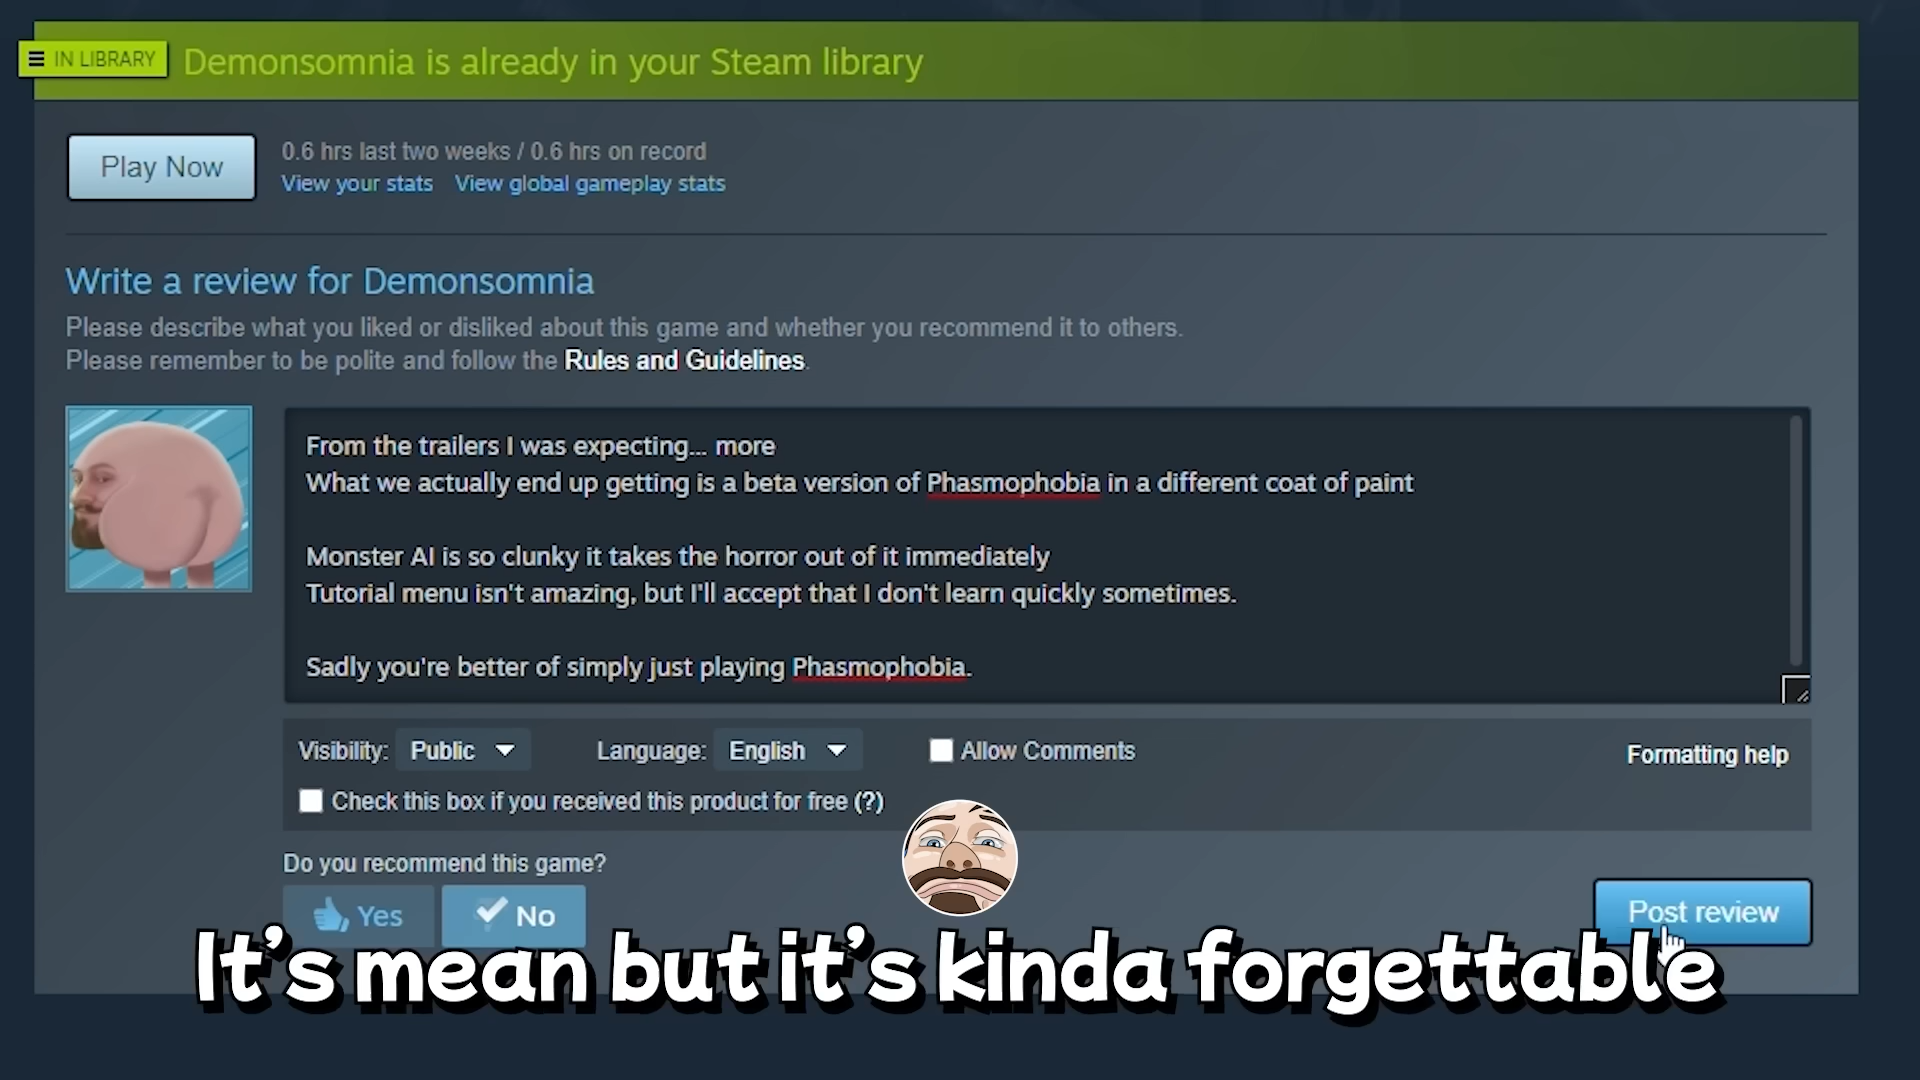 IN LIBRARY
Demonsomnia is already in your Steam library
Play Now
0.6 hrs last two weeks / 0.6 hrs on record
View your stats View global gameplay stats
Write a review for Demonsomnia
Please describe what you liked or disliked about this game and whether you recommend it to others.
Please remember to be polite and follow the Rules and Guidelines.
From the trailers I was expecting... more
What we actually end up getting is a beta version of Phasmophobia in a different coat of paint
Monster AI is so clunky it takes the horror out of it immediately
Tutorial menu isn't amazing, but I'll accept that I don't learn quickly sometimes.
Sadly you're better of simply just playing Phasmophobia.
Visibility: Public Language: English Allow Comments Formatting help
Check this box if you received this product for free (?)
Do you recommend this game?
Yes No Post review
It's mean but it's kinda forgettable